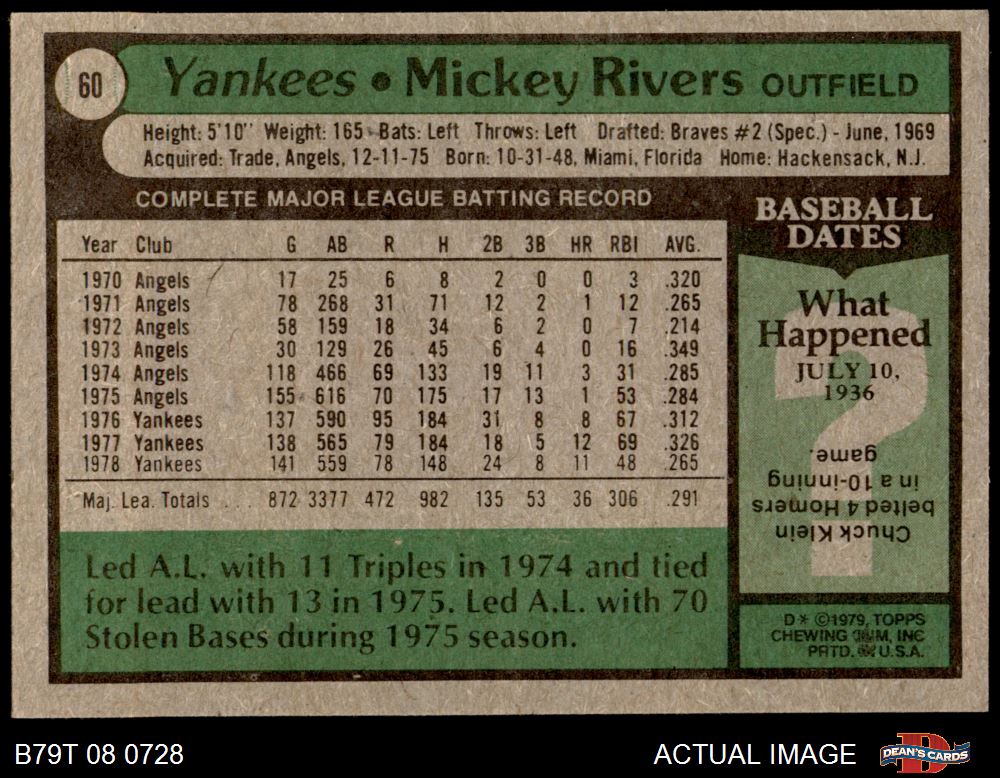 60
Yankees • Mickey Rivers OUTFIELD
Height: 5'10" Weight: 165 Bats: Left Throws: Left Drafted: Braves #2 (Spec.) - June, 1969
Acquired: Trade, Angels, 12-11-75 Born: 10-31-48, Miami, Florida Home: Hackensack, N.J.
COMPLETE MAJOR LEAGUE BATTING RECORD
Year Club G AB R H 2B 3B HR RBI AVG.
1970 Angels 17 25 6 8 2 0 0 3 .320
1971 Angels 78 268 31 71 12 2 1 12 .265
1972 Angels 58 159 18 34 6 2 0 7 .214
1973 Angels 30 129 26 45 6 4 0 16 .349
1974 Angels 118 466 69 133 19 11 3 31 .285
1975 Angels 155 616 70 175 17 13 1 53 .284
1976 Yankees 137 590 95 184 31 8 8 67 .312
1977 Yankees 138 565 79 184 18 5 12 69 .326
1978 Yankees 141 559 78 148 24 8 11 48 .265
Maj. Lea. Totals . . . 872 3377 472 982 135 53 36 306 .291
Led A.L. with 11 Triples in 1974 and tied
for lead with 13 in 1975. Led A.L. with 70
Stolen Bases during 1975 season.
BASEBALL
DATES
What
Happened
JULY 10,
1936
?
Chuck Klein
belted 4 Homers
in a 10-inning
game.
D* ©1979, TOPPS
CHEWING GUM, INC
PRTD. IN U.S.A.
B79T 08 0728
ACTUAL IMAGE
D
DEAN'S CARDS